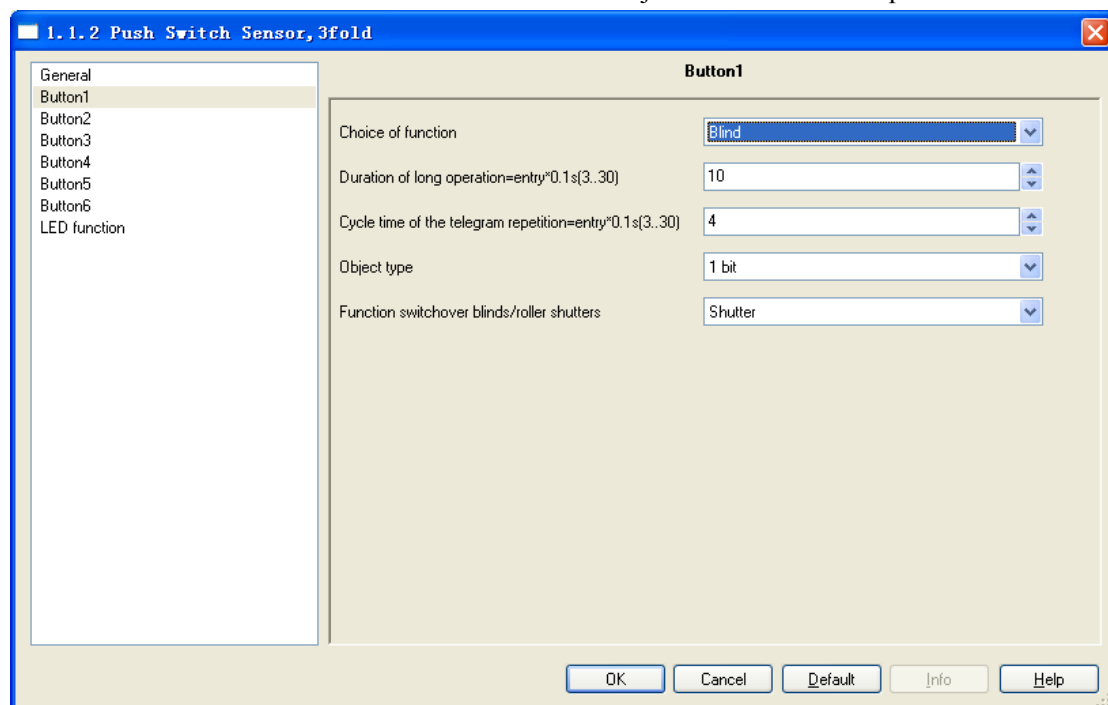 1.1.2 Push Switch Sensor,3fold
General
Button1
Button2
Button3
Button4
Button5
Button6
LED function
Button1
Choice of function
Blind
Duration of long operation=entry*0.1s(3..30)
10
Cycle time of the telegram repetition=entry*0.1s(3..30)
4
Object type
1 bit
Function switchover blinds/roller shutters
Shutter
OK
Cancel
Default
Info
Help